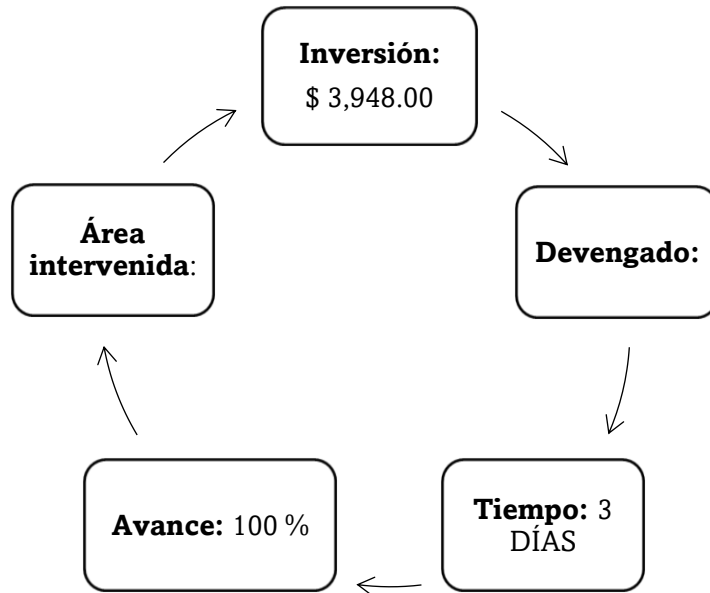 Inversión:
$ 3,948.00
Devengado:
Tiempo: 3
DÍAS
Avance: 100 %
Área
intervenida: